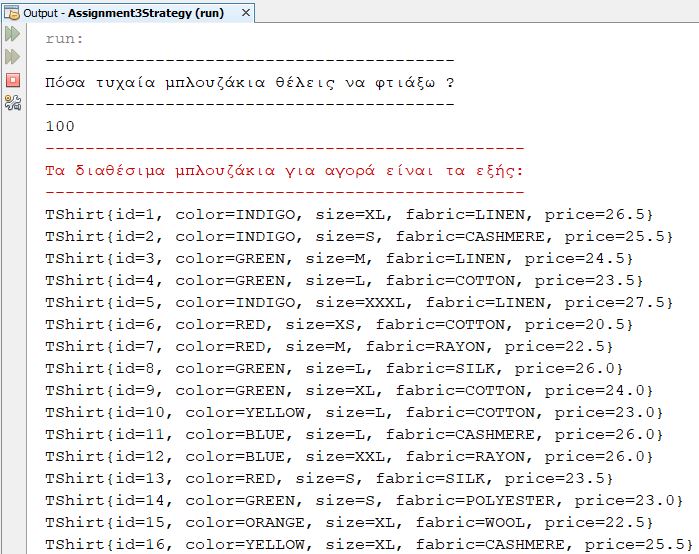 Output - Assignment3Strategy (run) ×
run:
-----------------------------------------
Πόσα τυχαία μπλουζάκια θέλεις να φτιάξω ?
-----------------------------------------
100
------------------------------------------------
Τα διαθέσιμα μπλουζάκια για αγορά είναι τα εξής:
------------------------------------------------
TShirt{id=1, color=INDIGO, size=XL, fabric=LINEN, price=26.5}
TShirt{id=2, color=INDIGO, size=S, fabric=CASHMERE, price=25.5}
TShirt{id=3, color=GREEN, size=M, fabric=LINEN, price=24.5}
TShirt{id=4, color=GREEN, size=L, fabric=COTTON, price=23.5}
TShirt{id=5, color=INDIGO, size=XXXL, fabric=LINEN, price=27.5}
TShirt{id=6, color=RED, size=XS, fabric=COTTON, price=20.5}
TShirt{id=7, color=RED, size=M, fabric=RAYON, price=22.5}
TShirt{id=8, color=GREEN, size=L, fabric=SILK, price=26.0}
TShirt{id=9, color=GREEN, size=XL, fabric=COTTON, price=24.0}
TShirt{id=10, color=YELLOW, size=L, fabric=COTTON, price=23.0}
TShirt{id=11, color=BLUE, size=L, fabric=CASHMERE, price=26.0}
TShirt{id=12, color=BLUE, size=XXL, fabric=RAYON, price=26.0}
TShirt{id=13, color=RED, size=S, fabric=SILK, price=23.5}
TShirt{id=14, color=GREEN, size=S, fabric=POLYESTER, price=23.0}
TShirt{id=15, color=ORANGE, size=XL, fabric=WOOL, price=22.5}
TShirt{id=16, color=YELLOW, size=XL, fabric=CASHMERE, price=25.5}